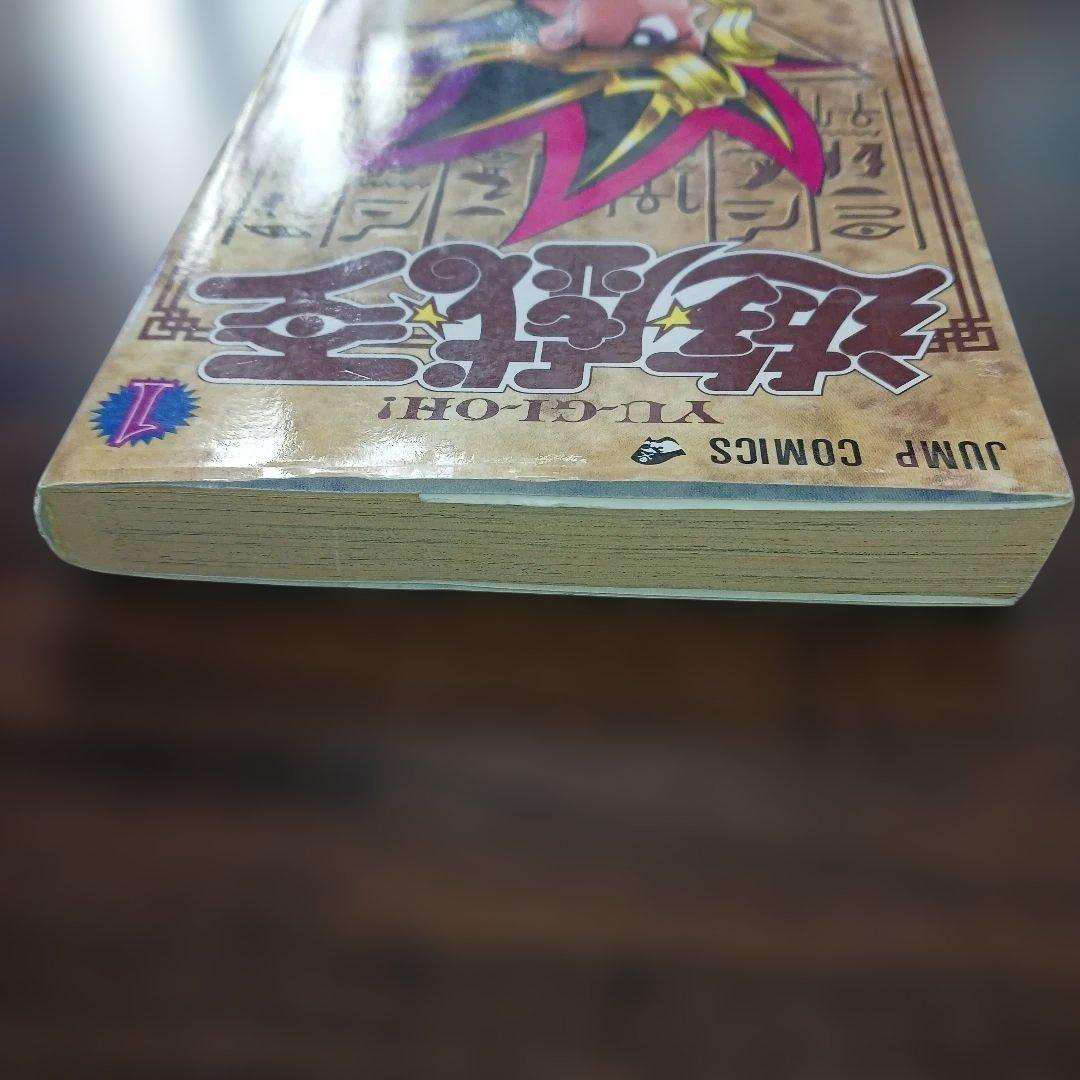 JUMP COMICS
YU-GI-OH!
遊☆戯☆王
1